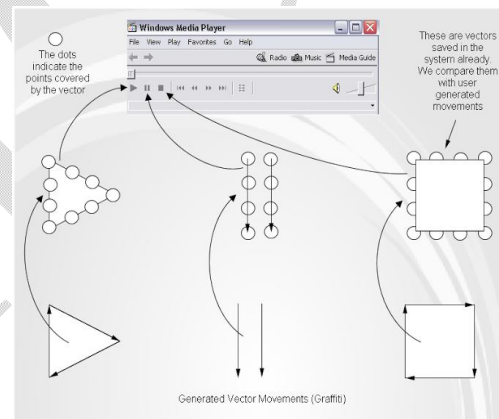 Windows Media Player
File View Play Favorites Go Help
Radio Music Media Guide
The dots
indicate the
points covered
by the vector
These are vectors
saved in the
system already.
We compare them
with user
generated
movements
Generated Vector Movements (Graffiti)